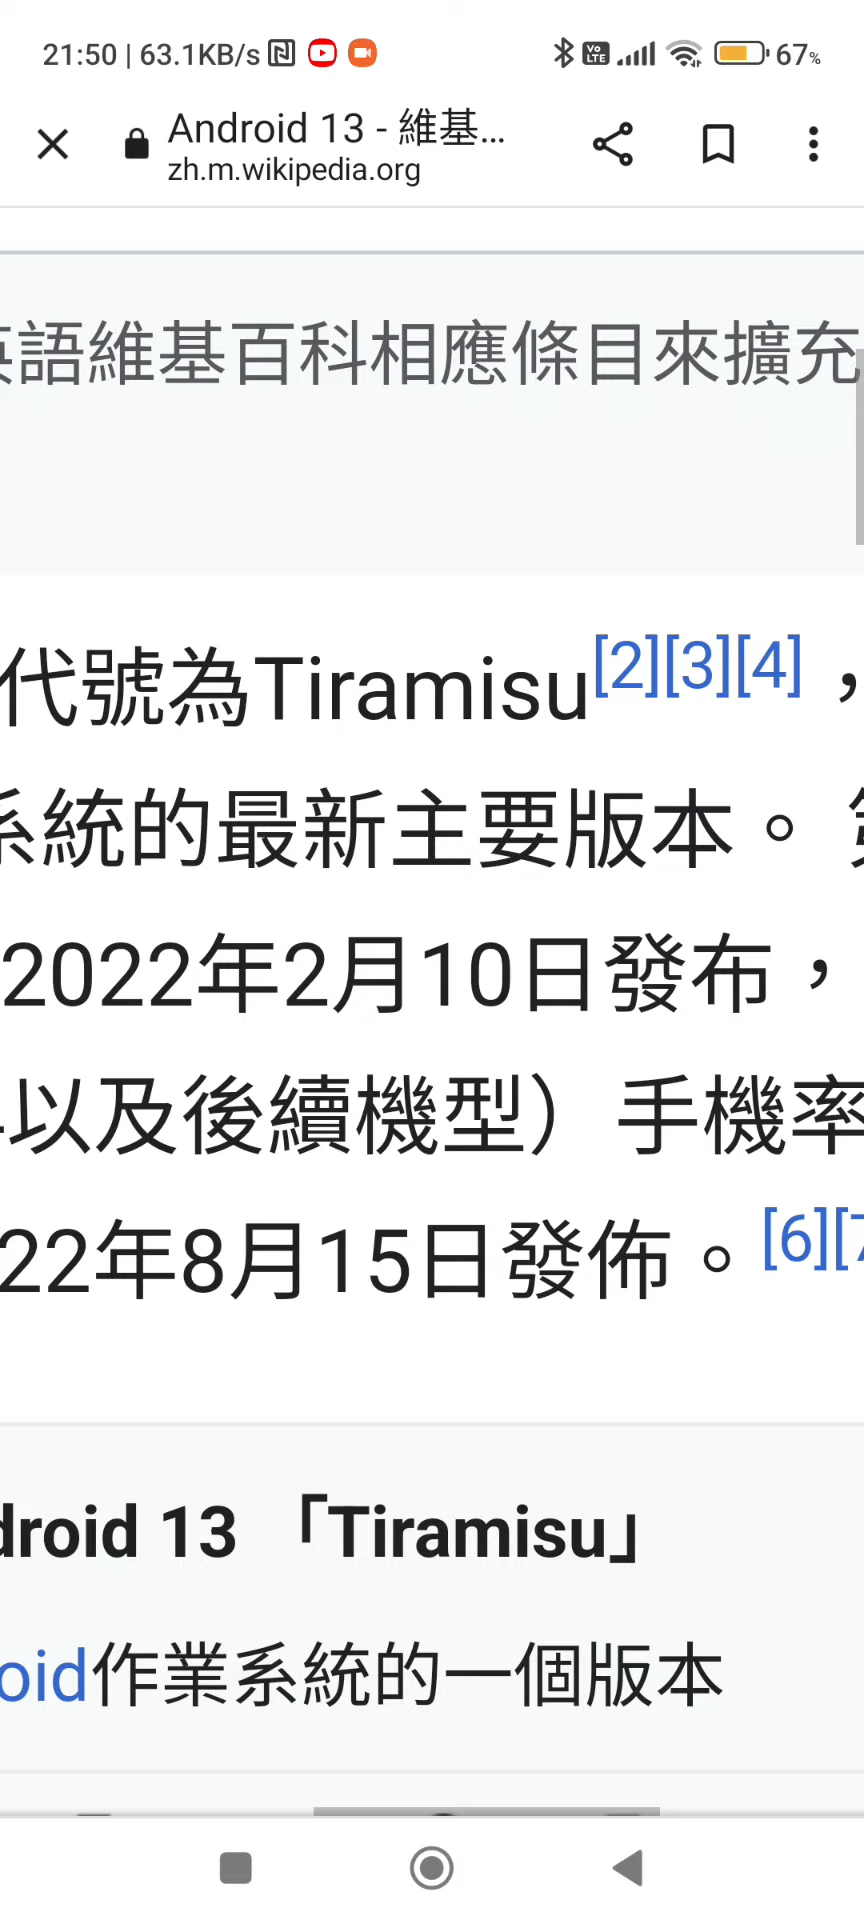 21:50 | 63.1KB/s
Vo LTE
67%
Android 13 - 維基...
zh.m.wikipedia.org
語維基百科相應條目來擴充
代號為Tiramisu[2][3][4]，
系統的最新主要版本。
2022年2月10日發布，
以及後續機型）手機率
22年8月15日發佈。[6][7
droid 13 「Tiramisu」
oid作業系統的一個版本